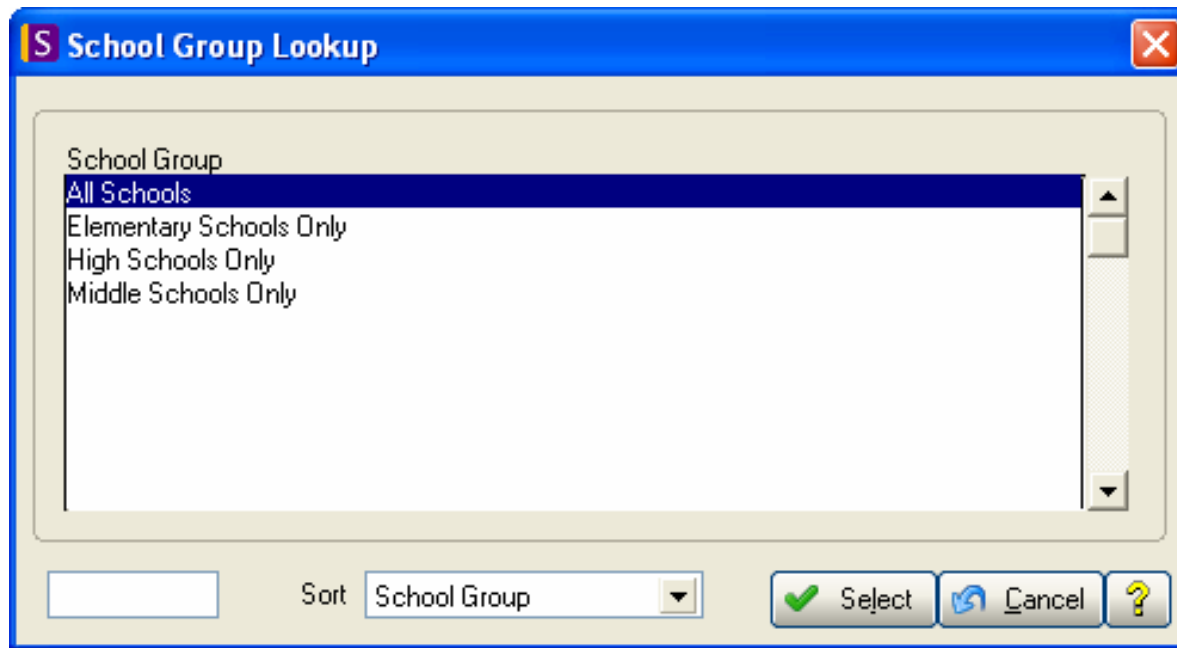 S School Group Lookup
School Group
All Schools
Elementary Schools Only
High Schools Only
Middle Schools Only
Sort School Group Select Cancel ?